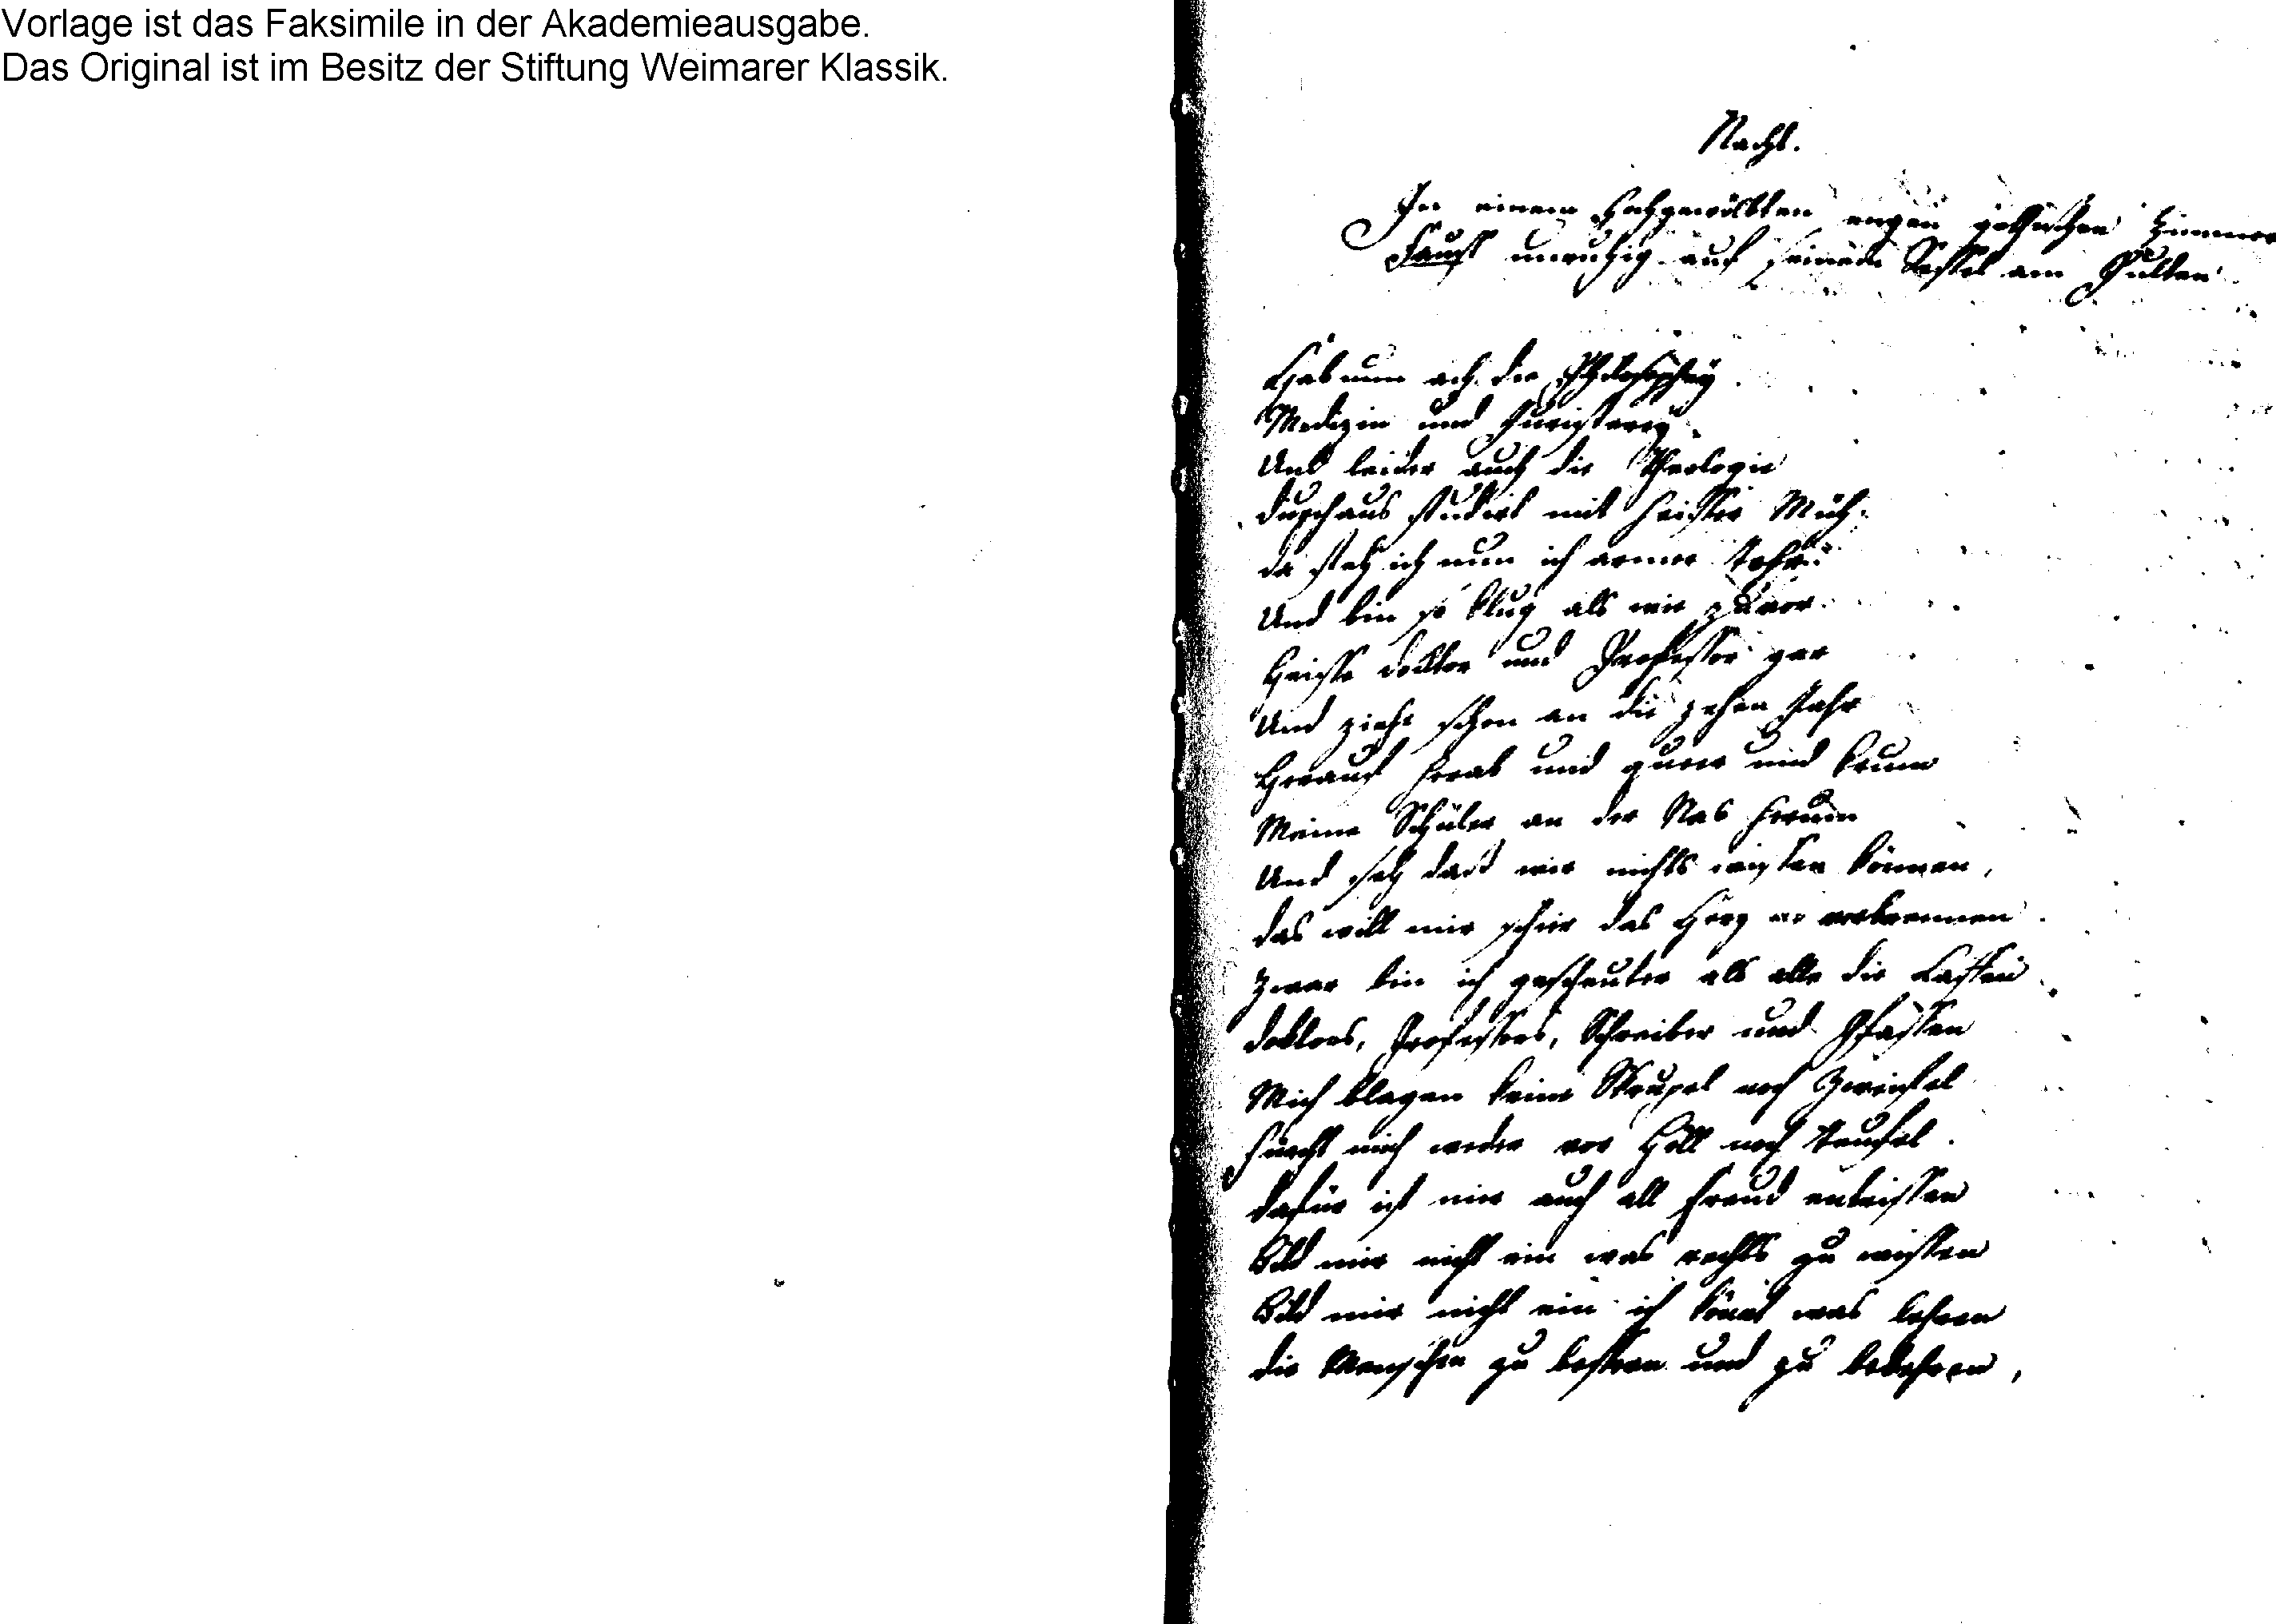 Vorlage ist das Faksimile in der Akademieausgabe.
Das Original ist im Besitz der Stiftung Weimarer Klassik.
Nacht.
In einem hochgewölbten engen gothischen Zimmer
Faust unruhig auf seinem Sessel am Pulten
Hab nun ach die Philosophey
Medizin und Juristerey
Und leider auch die Theologie
durchaus studirt mit heisser Müh.
da steh ich nun ich armer Tohr
Und bin so klug als wie zuvor
Heisse docktor und Professor gar
Und ziehe schon an die zehen Jahr
Herauf herab und queer und krum
Meine Schüler an der Nas herum
Und seh dass wir nichts wissen können,
das will mir schier das Herz verbrennen.
Zwar bin ich gescheuter als alle die Laffen
docktors, Professors, Schreiber und Pfaffen
Mich plagen keine Skrupel noch Zweifel
Fürcht mich weder vor Höll noch Teufel.
dafür ist mir auch all Freud entrissen
Bild mir nicht ein was rechts zu wissen
Bild mir nicht ein ich könnt was lehren
die Menschen zu bessern und zu bekehren,